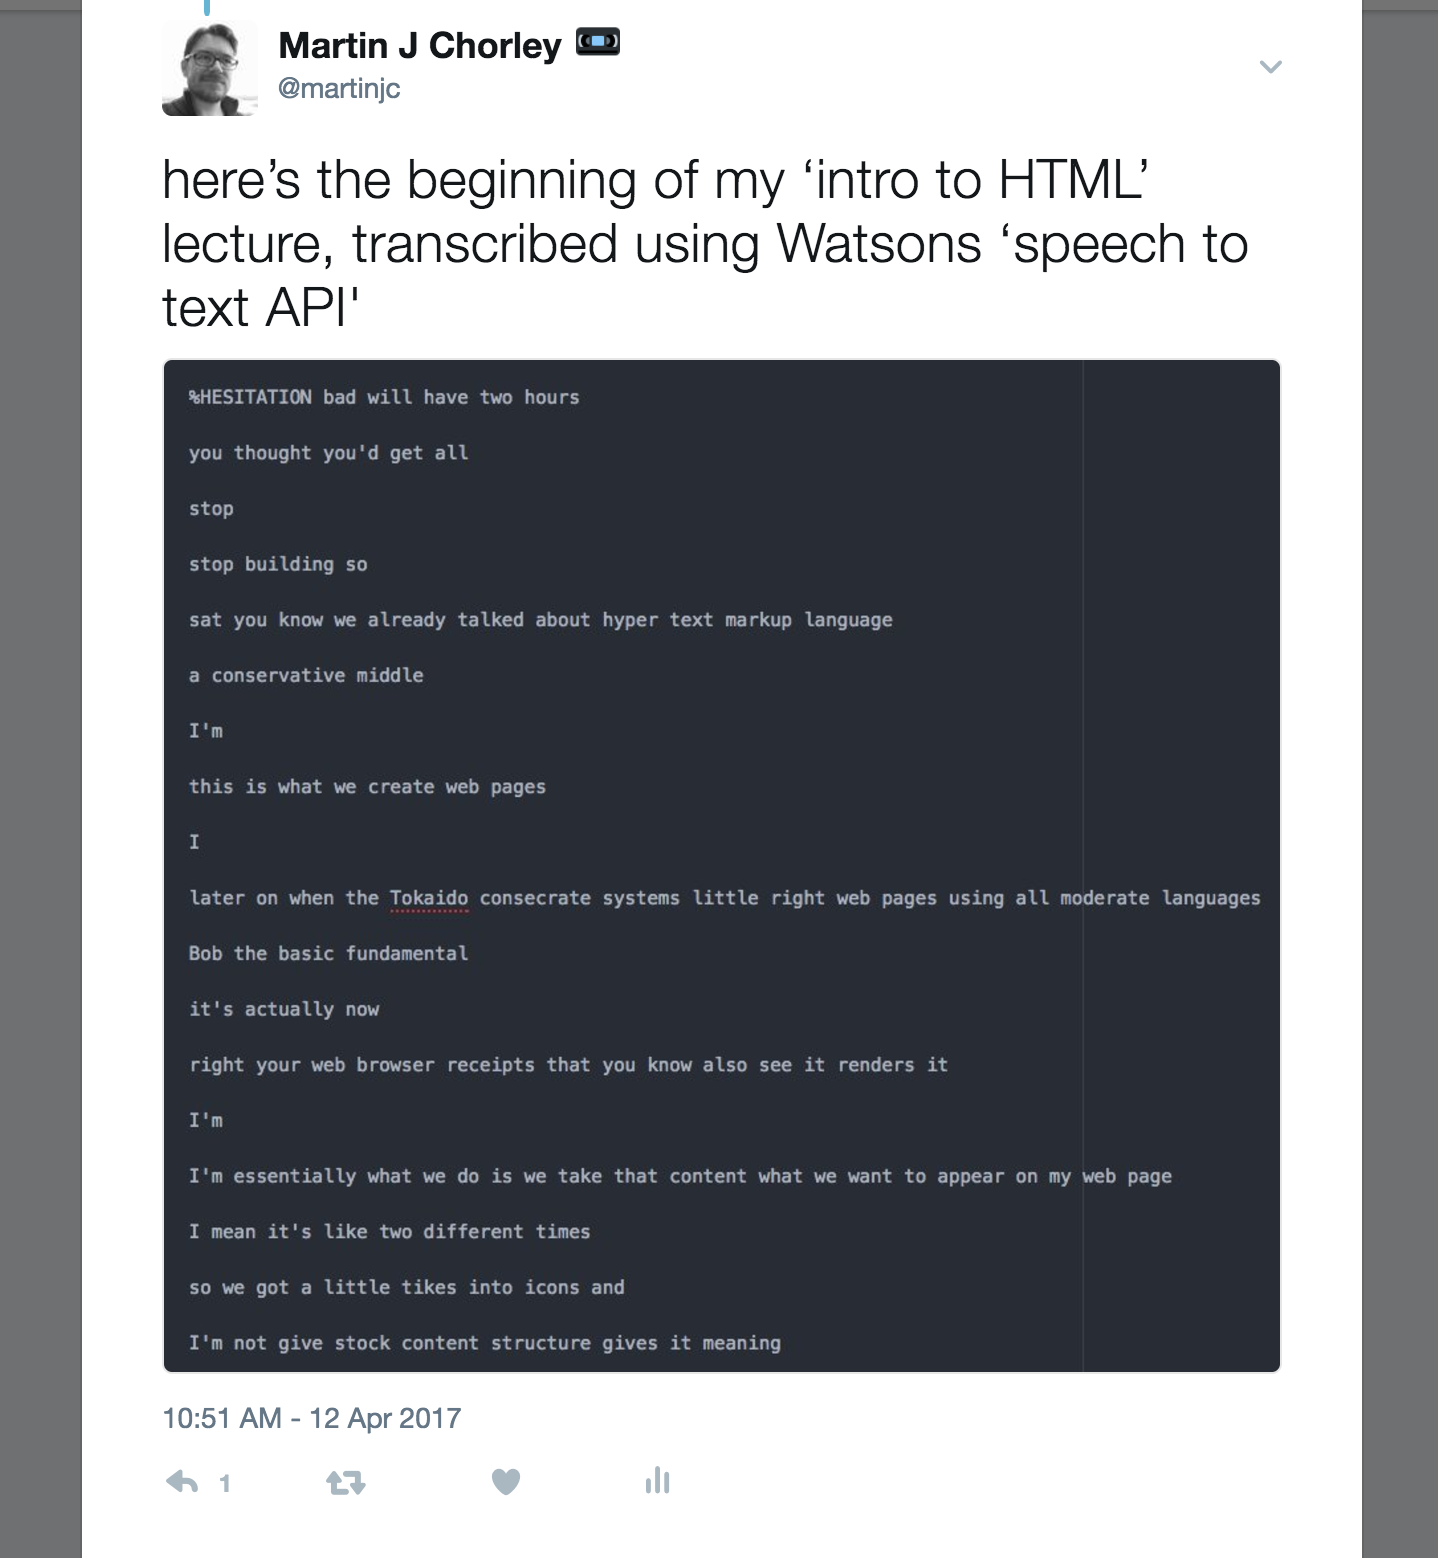 Martin J Chorley
@martinjc
here’s the beginning of my ‘intro to HTML’
lecture, transcribed using Watsons ‘speech to
text API'
%HESITATION bad will have two hours
you thought you'd get all
stop
stop building so
sat you know we already talked about hyper text markup language
a conservative middle
I'm
this is what we create web pages
I
later on when the Tokaido consecrate systems little right web pages using all moderate languages
Bob the basic fundamental
it's actually now
right your web browser receipts that you know also see it renders it
I'm
I'm essentially what we do is we take that content what we want to appear on my web page
I mean it's like two different times
so we got a little tikes into icons and
I'm not give stock content structure gives it meaning
10:51 AM - 12 Apr 2017
1